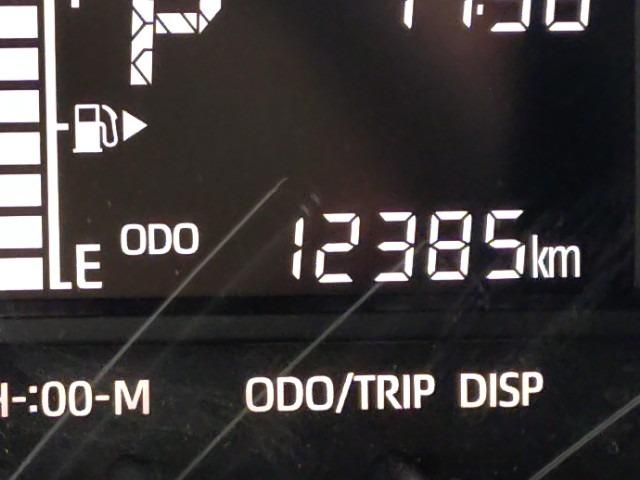 P
E ODO 12385km
H-:00-M ODO/TRIP DISP